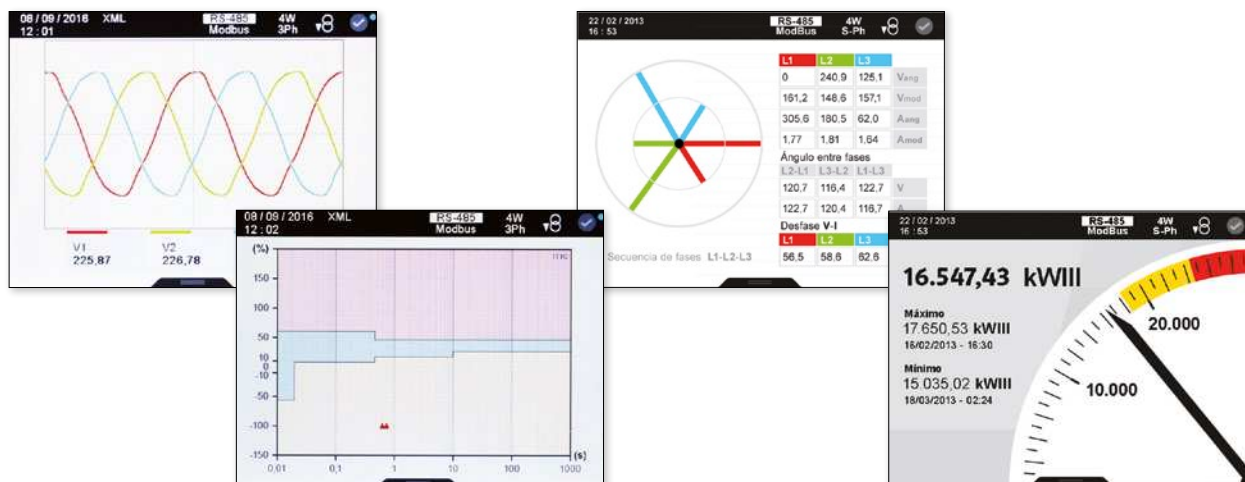 08 / 09 / 2016 XML RS-485 4W
12 : 01 Modbus 3Ph
V1 V2
225,87 226,78
08 / 09 / 2016 XML RS-485 4W
12 : 02 Modbus 3Ph
(%)
150
100
50
10
0
-10
-50
-100
-150
0,01 0,1 1 10 100 1000 (s)
22 / 02 / 2013 RS-485 4W
16 : 53 ModBus S-Ph
L1 L2 L3
0 240,9 125,1 Vang
161,2 148,6 157,1 Vmod
305,6 180,5 62,0 Aang
1,77 1,81 1,64 Amod
Ángulo entre fases
L2-L1 L3-L2 L1-L3
120,7 116,4 122,7 V
122,7 120,4 116,7 A
Desfase V-I
L1 L2 L3
56,5 58,6 62,6
Secuencia de fases L1-L2-L3
22 / 02 / 2013 RS-485 4W
16 : 53 ModBus S-Ph
16.547,43 kWIII
Máximo
17.650,53 kWIII
16/02/2013 - 16:30
Mínimo
15.035,02 kWIII
18/03/2013 - 02:24
20.000
10.000